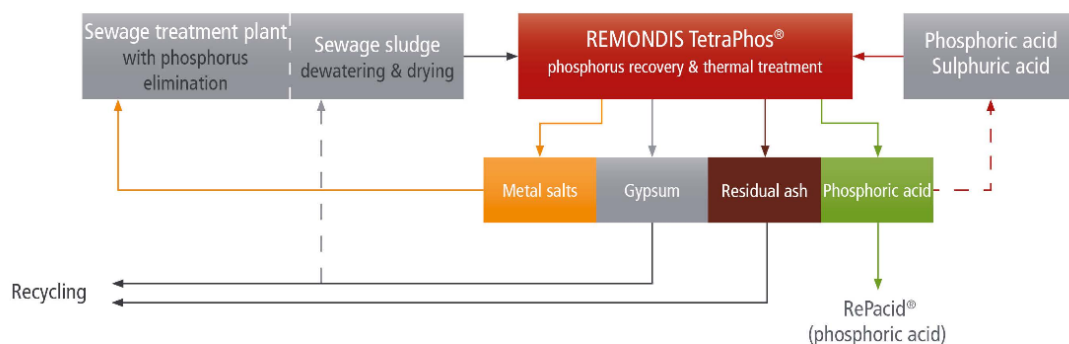 Sewage treatment plant
with phosphorus
elimination
Sewage sludge
dewatering & drying
REMONDIS TetraPhos®
phosphorus recovery & thermal treatment
Phosphoric acid
Sulphuric acid
Metal salts
Gypsum
Residual ash
Phosphoric acid
Recycling
RePacid®
(phosphoric acid)